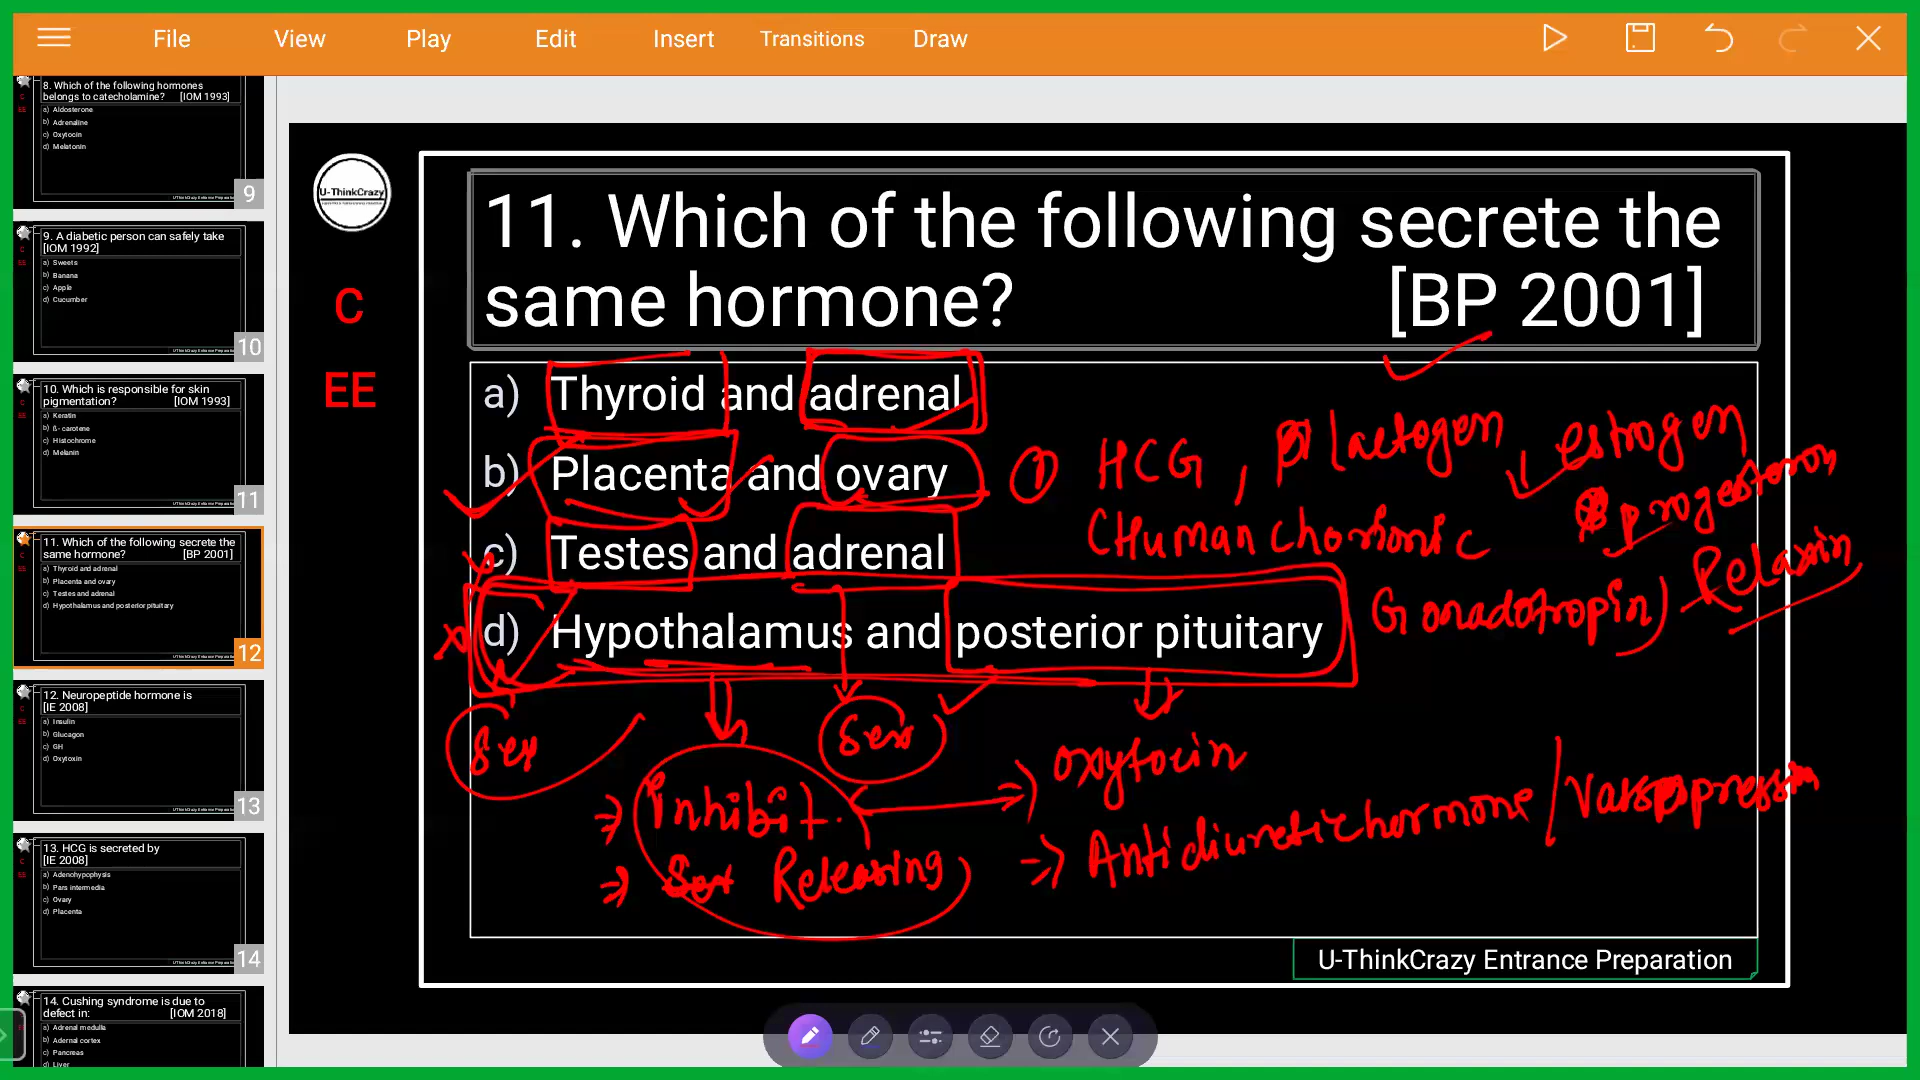 File View Play Edit Insert Transitions Draw
8. Which of the following hormones
belongs to catecholamine? [IOM 1993]
a) Aldosterone
b) Adrenaline
c) Oxytocin
d) Melatonin
9
9. A diabetic person can safely take
[IOM 1992]
a) Sweets
b) Banana
c) Apple
d) Cucumber
10
10. Which is responsible for skin
pigmentation? [IOM 1993]
a) Keratin
b) ß- carotene
c) Histochrome
d) Melanin
11
11. Which of the following secrete the
same hormone? [BP 2001]
a) Thyroid and adrenal
b) Placenta and ovary
c) Testes and adrenal
d) Hypothalamus and posterior pituitary
12
12. Neuropeptide hormone is
[IE 2008]
a) Insulin
b) Glucagon
c) GH
d) Oxytoxin
13
13. HCG is secreted by
[IE 2008]
a) Adenohypophysis
b) Pars intermedia
c) Ovary
d) Placenta
14
14. Cushing syndrome is due to
defect in: [IOM 2018]
a) Adrenal medulla
b) Adernal cortex
c) Pancreas
d) Liver
U-ThinkCrazy
C
EE
11. Which of the following secrete the
same hormone? [BP 2001]
a) Thyroid and adrenal
b) Placenta and ovary
c) Testes and adrenal
d) Hypothalamus and posterior pituitary
① HCG, Pl lactogen, estrogen
progesteron
(Human chorionic
Gonadotropin)
Relaxin
Sex
Sex
⇒ inhibit.
⇒ Releasing
⇒ oxytocin
⇒ Antidiuretic hormone /
U-ThinkCrazy Entrance Preparation